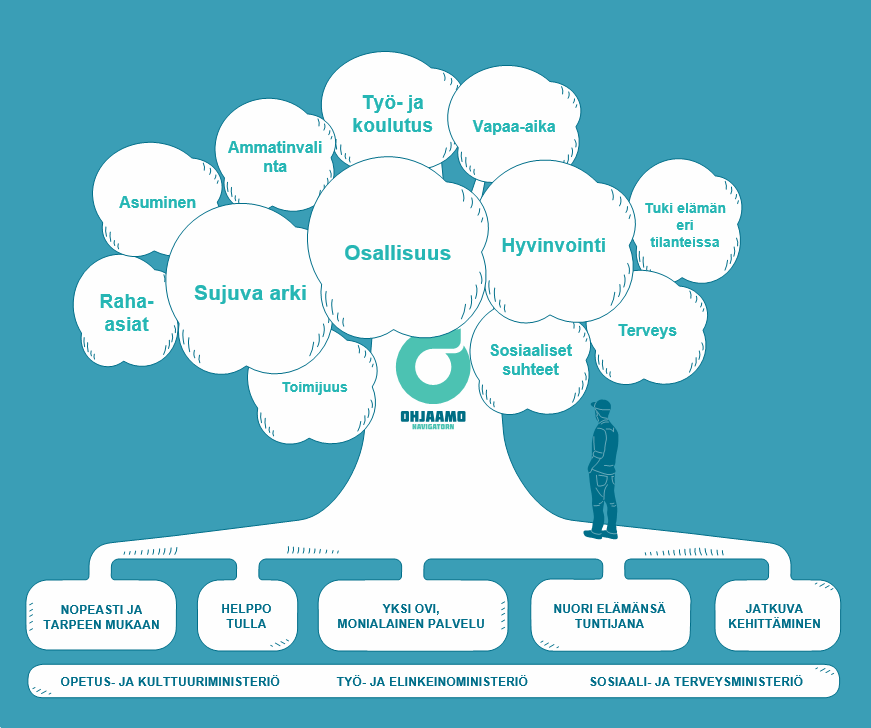 Työ- ja
koulutus
Vapaa-aika
Ammatinvali
nta
Asuminen
Tuki elämän
eri
tilanteissa
Osallisuus
Hyvinvointi
Sujuva arki
Raha-
asiat
Terveys
Sosiaaliset
suhteet
Toimijuus
OHJAAMO
NAVIGATORN
NOPEASTI JA
TARPEEN MUKAAN
HELPPO
TULLA
YKSI OVI,
MONIALAINEN PALVELU
NUORI ELÄMÄNSÄ
TUNTIJANA
JATKUVA
KEHITTÄMINEN
OPETUS- JA KULTTUURIMINISTERIÖ
TYÖ- JA ELINKEINOMINISTERIÖ
SOSIAALI- JA TERVEYSMINISTERIÖ